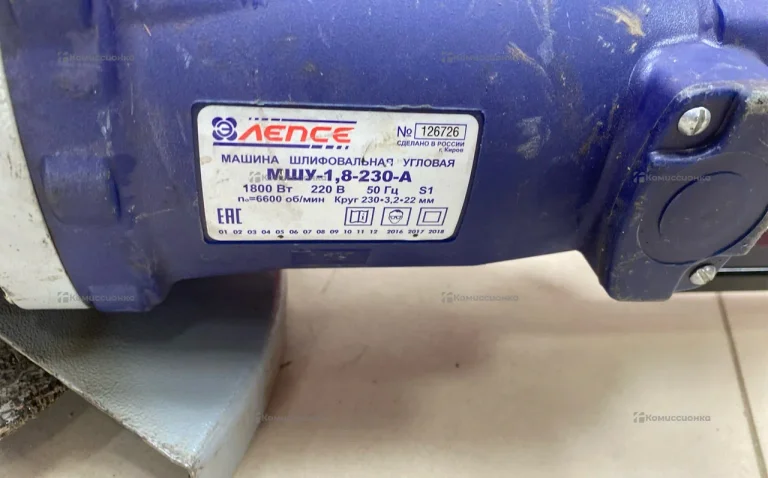 ЛЕПСЕ
№ 126726
СДЕЛАНО В РОССИИ
г. Киров
МАШИНА ШЛИФОВАЛЬНАЯ УГЛОВАЯ
МШУ-1,8-230-А
1800 Вт 220 В 50 Гц S1
n₀=6600 об/мин Круг 230•3,2•22 мм
EAC
01 02 03 04 05 06 07 08 09 10 11 12 2016 2017 2018
Комиссионка
Комиссионка
Комиссионка
Комиссионка
Комиссионка
Комиссионка